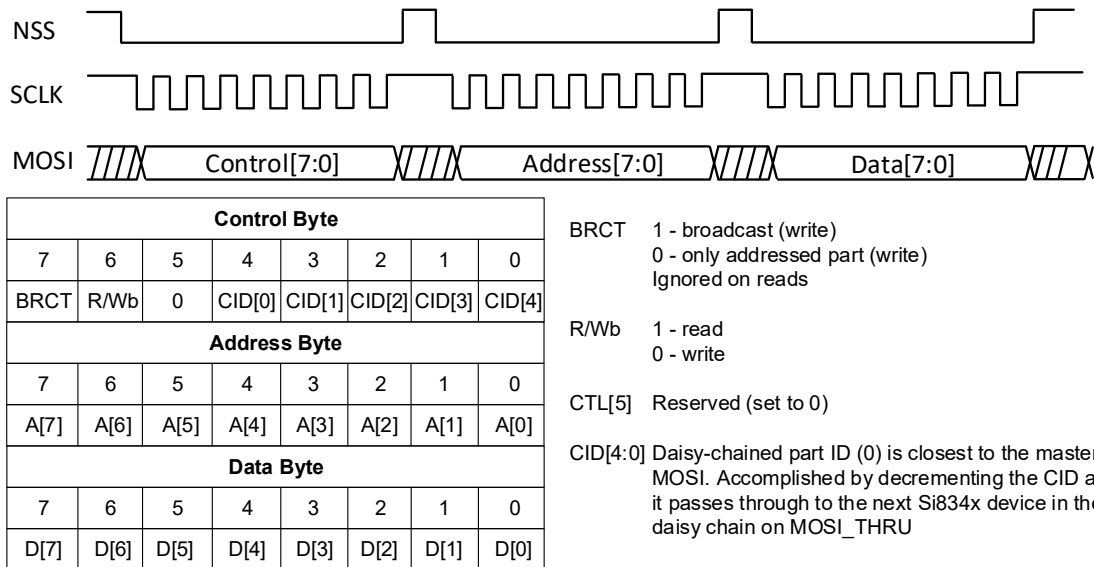 NSS
SCLK
MOSI Control[7:0] Address[7:0] Data[7:0]
Control Byte
7 6 5 4 3 2 1 0
BRCT R/Wb 0 CID[0] CID[1] CID[2] CID[3] CID[4]
Address Byte
7 6 5 4 3 2 1 0
A[7] A[6] A[5] A[4] A[3] A[2] A[1] A[0]
Data Byte
7 6 5 4 3 2 1 0
D[7] D[6] D[5] D[4] D[3] D[2] D[1] D[0]
BRCT 1 - broadcast (write)
0 - only addressed part (write)
Ignored on reads
R/Wb 1 - read
0 - write
CTL[5] Reserved (set to 0)
CID[4:0] Daisy-chained part ID (0) is closest to the master
MOSI. Accomplished by decrementing the CID a
it passes through to the next Si834x device in the
daisy chain on MOSI_THRU